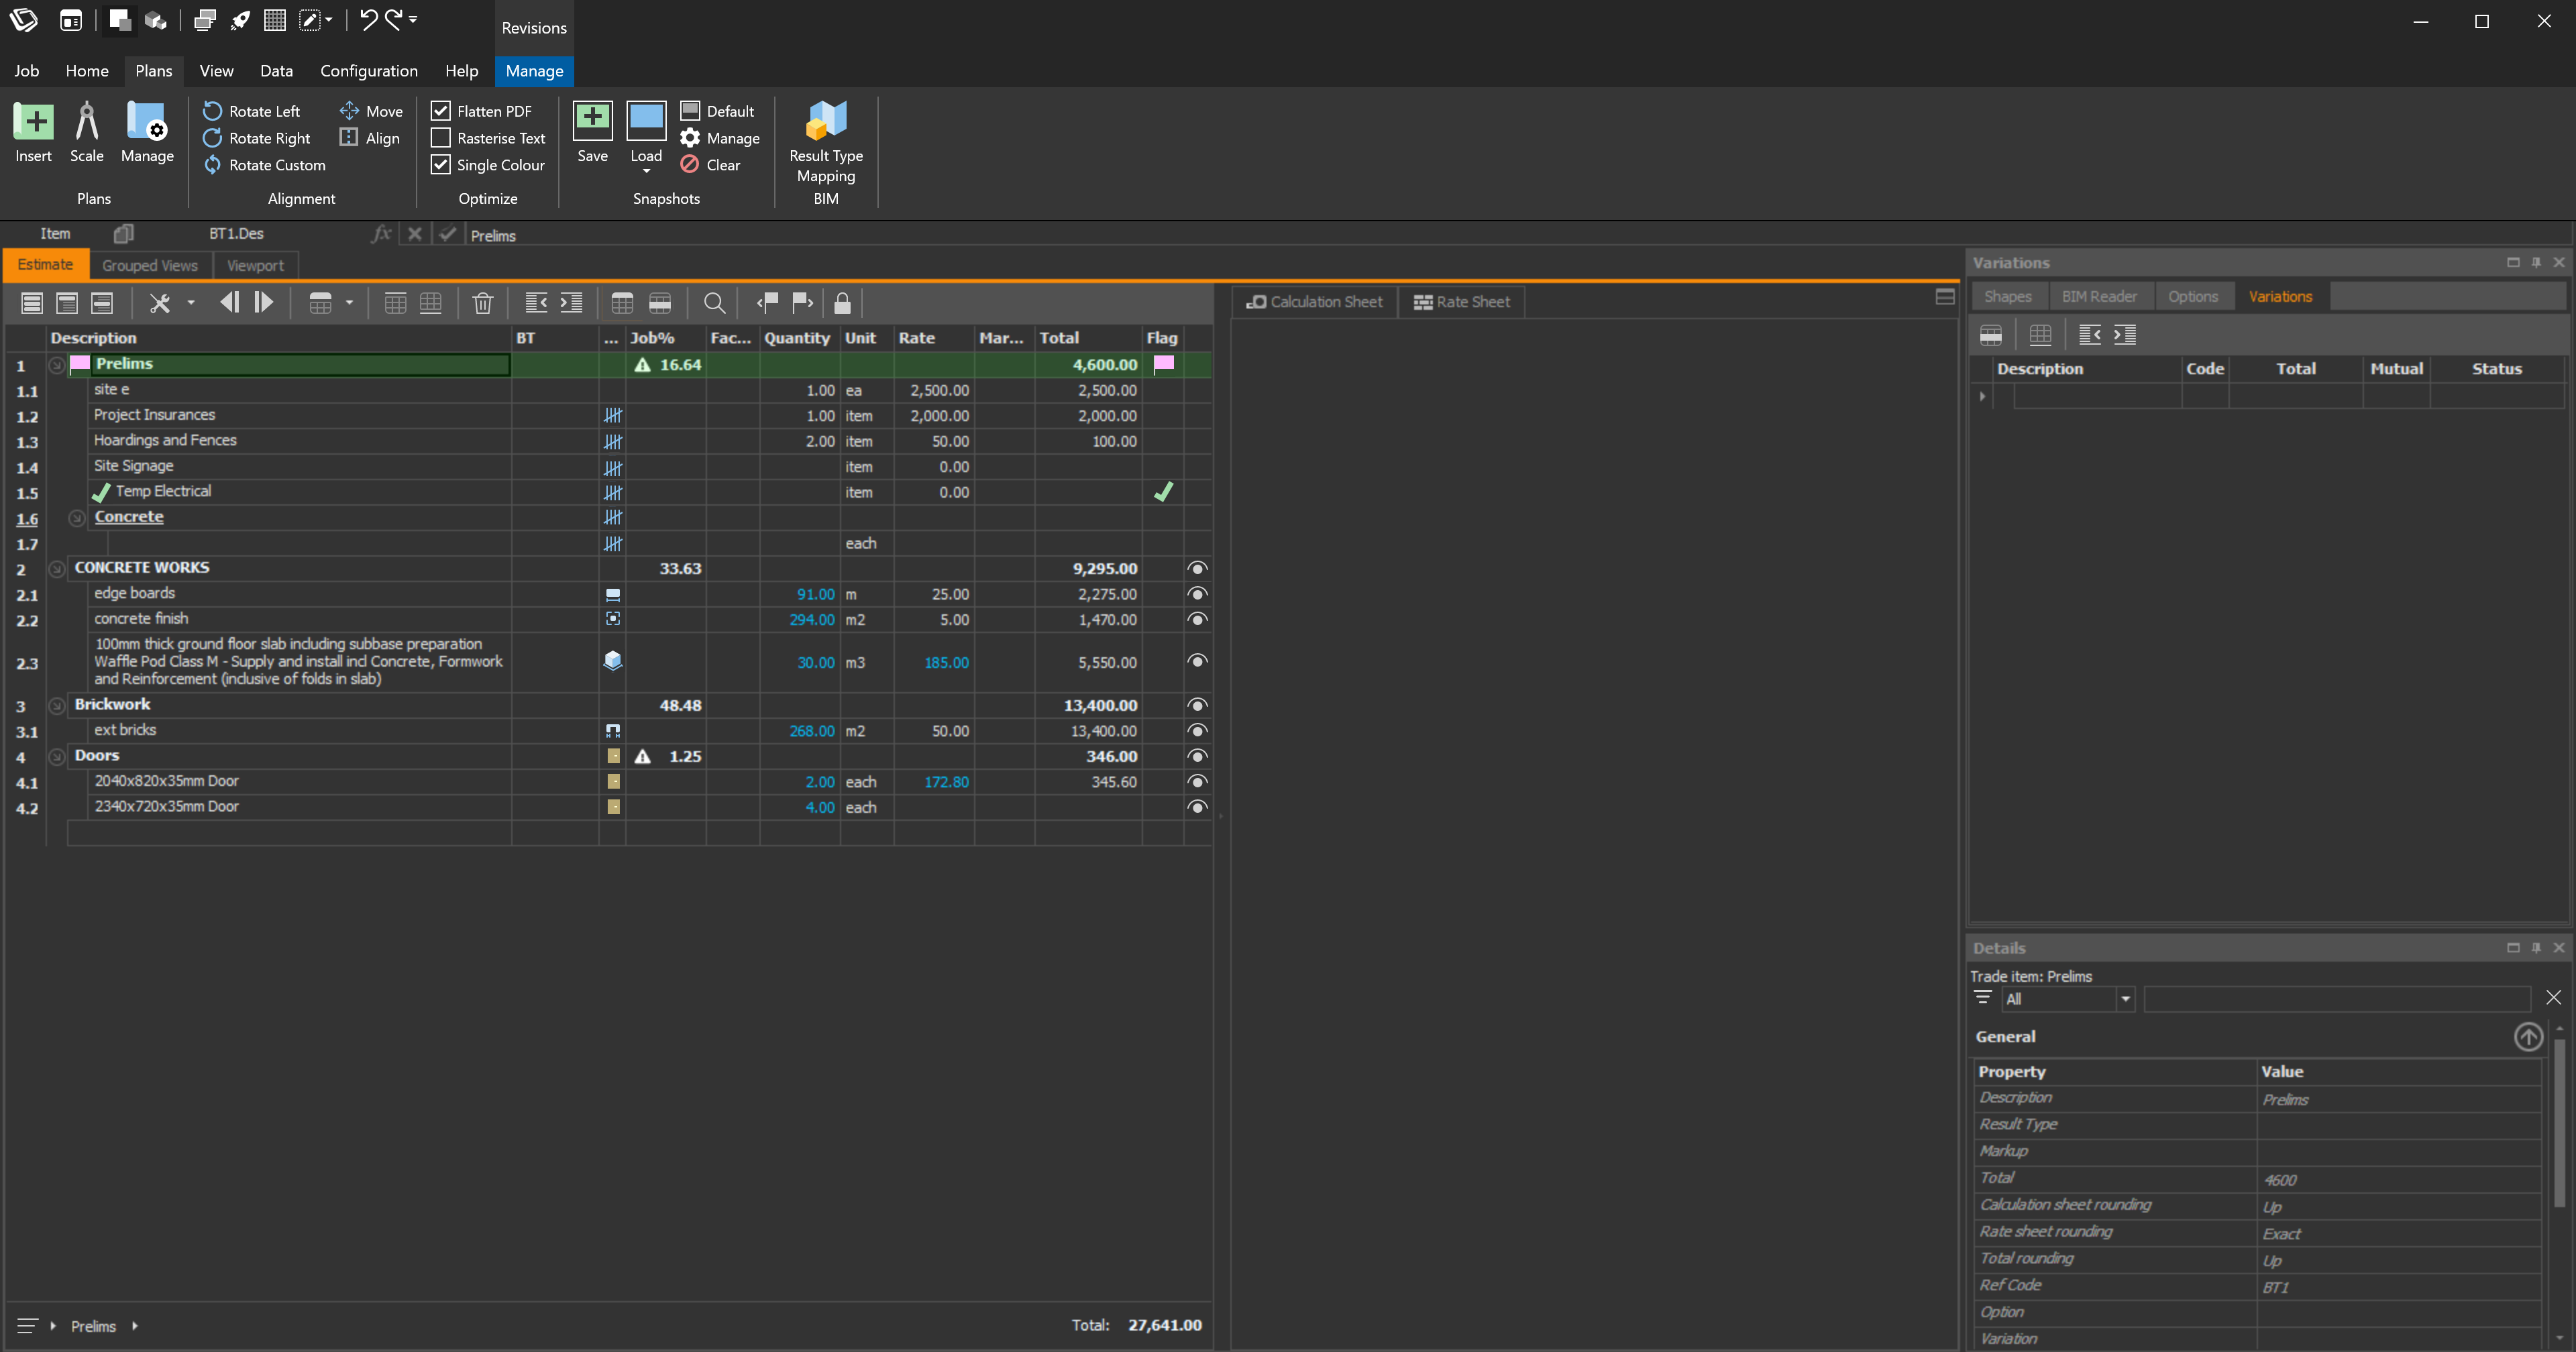 Revisions
Job Home Plans View Data Configuration Help Manage
Insert Scale Manage
Plans
Rotate Left Move
Rotate Right Align
Rotate Custom
Alignment
Flatten PDF
Rasterise Text
Single Colour
Optimize
Save Load
Default
Manage
Clear
Snapshots
Result Type
Mapping
BIM
Item BT1.Des fx Prelims
Estimate Grouped Views Viewport
Description BT ... Job% Fac... Quantity Unit Rate Mar... Total Flag
1 Prelims 16.64 4,600.00
1.1 site e 1.00 ea 2,500.00 2,500.00
1.2 Project Insurances 1.00 item 2,000.00 2,000.00
1.3 Hoardings and Fences 2.00 item 50.00 100.00
1.4 Site Signage item 0.00
1.5 Temp Electrical item 0.00
1.6 Concrete
1.7 each
2 CONCRETE WORKS 33.63 9,295.00
2.1 edge boards 91.00 m 25.00 2,275.00
2.2 concrete finish 294.00 m2 5.00 1,470.00
100mm thick ground floor slab including subbase preparation
2.3 Waffle Pod Class M - Supply and install incl Concrete, Formwork 30.00 m3 185.00 5,550.00
and Reinforcement (inclusive of folds in slab)
3 Brickwork 48.48 13,400.00
3.1 ext bricks 268.00 m2 50.00 13,400.00
4 Doors 1.25 346.00
4.1 2040x820x35mm Door 2.00 each 172.80 345.60
4.2 2340x720x35mm Door 4.00 each
Prelims Total: 27,641.00
Calculation Sheet Rate Sheet
Variations
Shapes BIM Reader Options Variations
Description Code Total Mutual Status
Details
Trade item: Prelims
All
General
Property Value
Description Prelims
Result Type
Markup
Total 4600
Calculation sheet rounding Up
Rate sheet rounding Exact
Total rounding Up
Ref Code BT1
Option
Variation